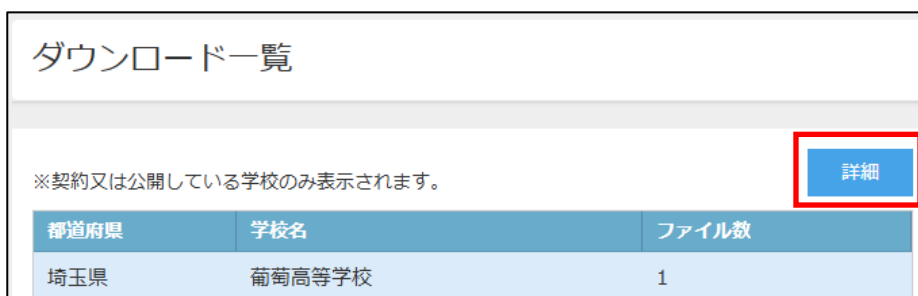 ダウンロード一覧
詳細
※契約又は公開している学校のみ表示されます。
都道府県 学校名 ファイル数
埼玉県 葡萄高等学校 1